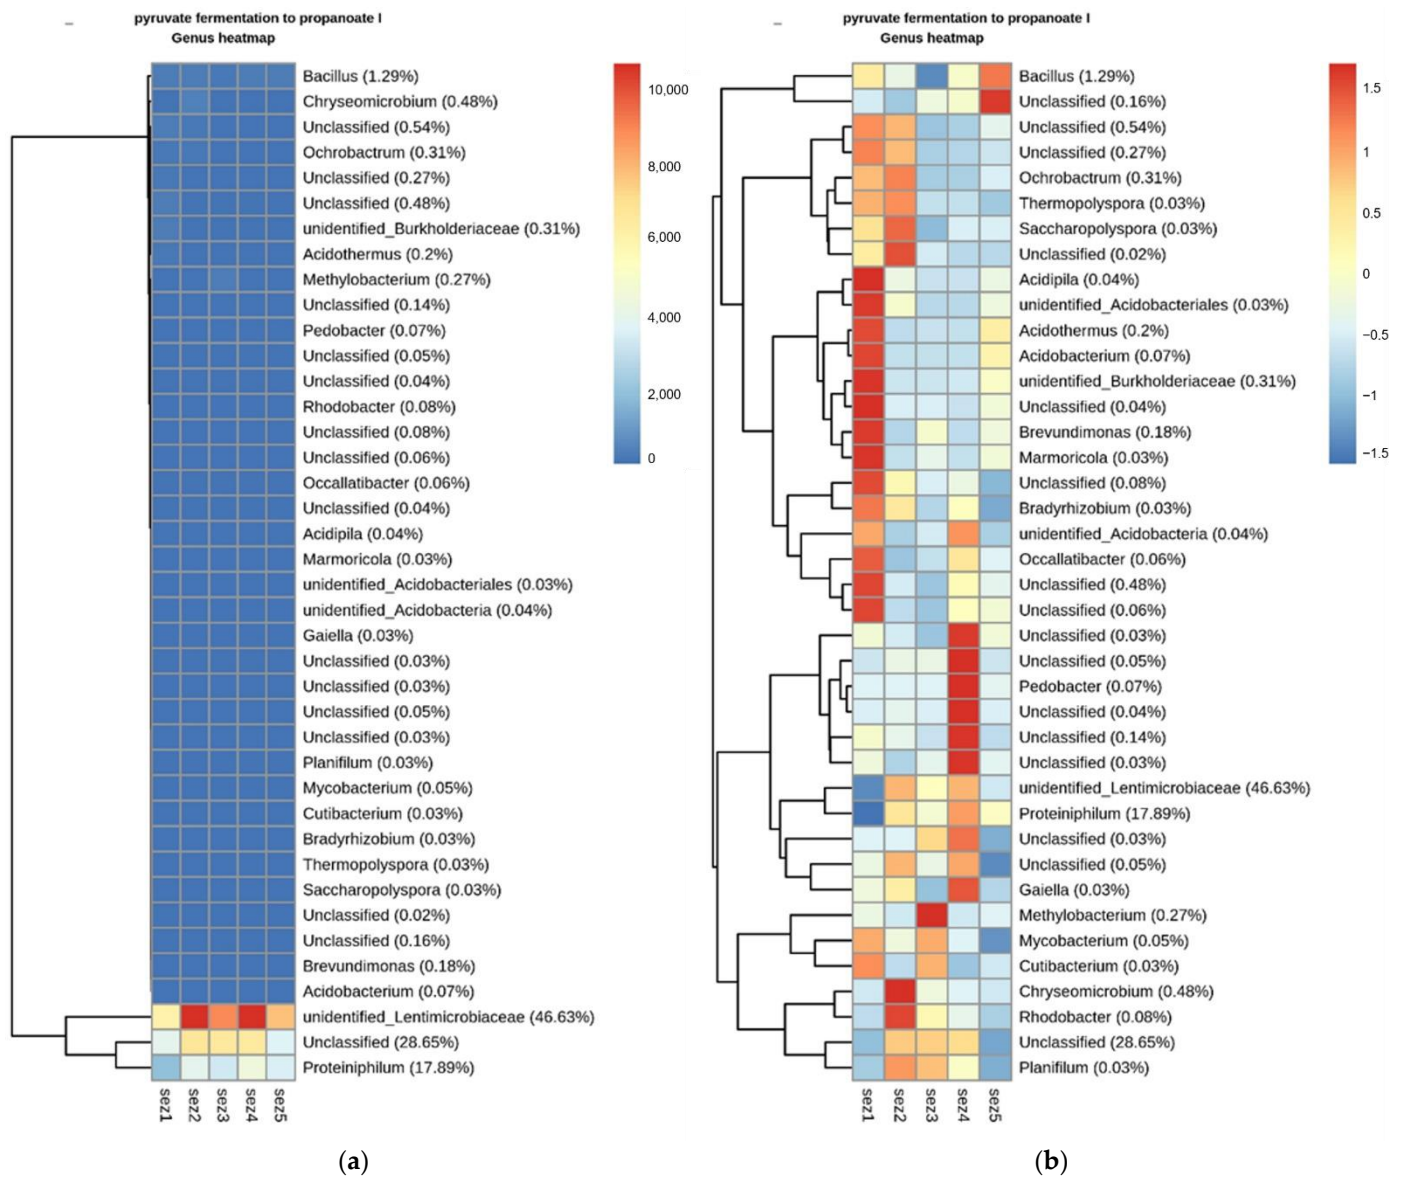 pyruvate fermentation to propanoate I
Genus heatmap
Bacillus (1.29%)
Chryseomicrobium (0.48%)
Unclassified (0.54%)
Ochrobactrum (0.31%)
Unclassified (0.27%)
Unclassified (0.48%)
unidentified_Burkholderiaceae (0.31%)
Acidothermus (0.2%)
Methylobacterium (0.27%)
Unclassified (0.14%)
Pedobacter (0.07%)
Unclassified (0.05%)
Unclassified (0.04%)
Rhodobacter (0.08%)
Unclassified (0.08%)
Unclassified (0.06%)
Occallatibacter (0.06%)
Unclassified (0.04%)
Acidipila (0.04%)
Marmoricola (0.03%)
unidentified_Acidobacteriales (0.03%)
unidentified_Acidobacteria (0.04%)
Gaiella (0.03%)
Unclassified (0.03%)
Unclassified (0.03%)
Unclassified (0.05%)
Unclassified (0.03%)
Planifilum (0.03%)
Mycobacterium (0.05%)
Cutibacterium (0.03%)
Bradyrhizobium (0.03%)
Thermopolyspora (0.03%)
Saccharopolyspora (0.03%)
Unclassified (0.02%)
Unclassified (0.16%)
Brevundimonas (0.18%)
Acidobacterium (0.07%)
unidentified_Lentimicrobiaceae (46.63%)
Unclassified (28.65%)
Proteiniphilum (17.89%)
sez1
sez2
sez3
sez4
sez5
10,000
8,000
6,000
4,000
2,000
0
(a)
pyruvate fermentation to propanoate I
Genus heatmap
Bacillus (1.29%)
Unclassified (0.16%)
Unclassified (0.54%)
Unclassified (0.27%)
Ochrobactrum (0.31%)
Thermopolyspora (0.03%)
Saccharopolyspora (0.03%)
Unclassified (0.02%)
Acidipila (0.04%)
unidentified_Acidobacteriales (0.03%)
Acidothermus (0.2%)
Acidobacterium (0.07%)
unidentified_Burkholderiaceae (0.31%)
Unclassified (0.04%)
Brevundimonas (0.18%)
Marmoricola (0.03%)
Unclassified (0.08%)
Bradyrhizobium (0.03%)
unidentified_Acidobacteria (0.04%)
Occallatibacter (0.06%)
Unclassified (0.48%)
Unclassified (0.06%)
Unclassified (0.03%)
Unclassified (0.05%)
Pedobacter (0.07%)
Unclassified (0.04%)
Unclassified (0.14%)
Unclassified (0.03%)
unidentified_Lentimicrobiaceae (46.63%)
Proteiniphilum (17.89%)
Unclassified (0.03%)
Unclassified (0.05%)
Gaiella (0.03%)
Methylobacterium (0.27%)
Mycobacterium (0.05%)
Cutibacterium (0.03%)
Chryseomicrobium (0.48%)
Rhodobacter (0.08%)
Unclassified (28.65%)
Planifilum (0.03%)
sez1
sez2
sez3
sez4
sez5
1.5
1
0.5
0
−0.5
−1
−1.5
(b)